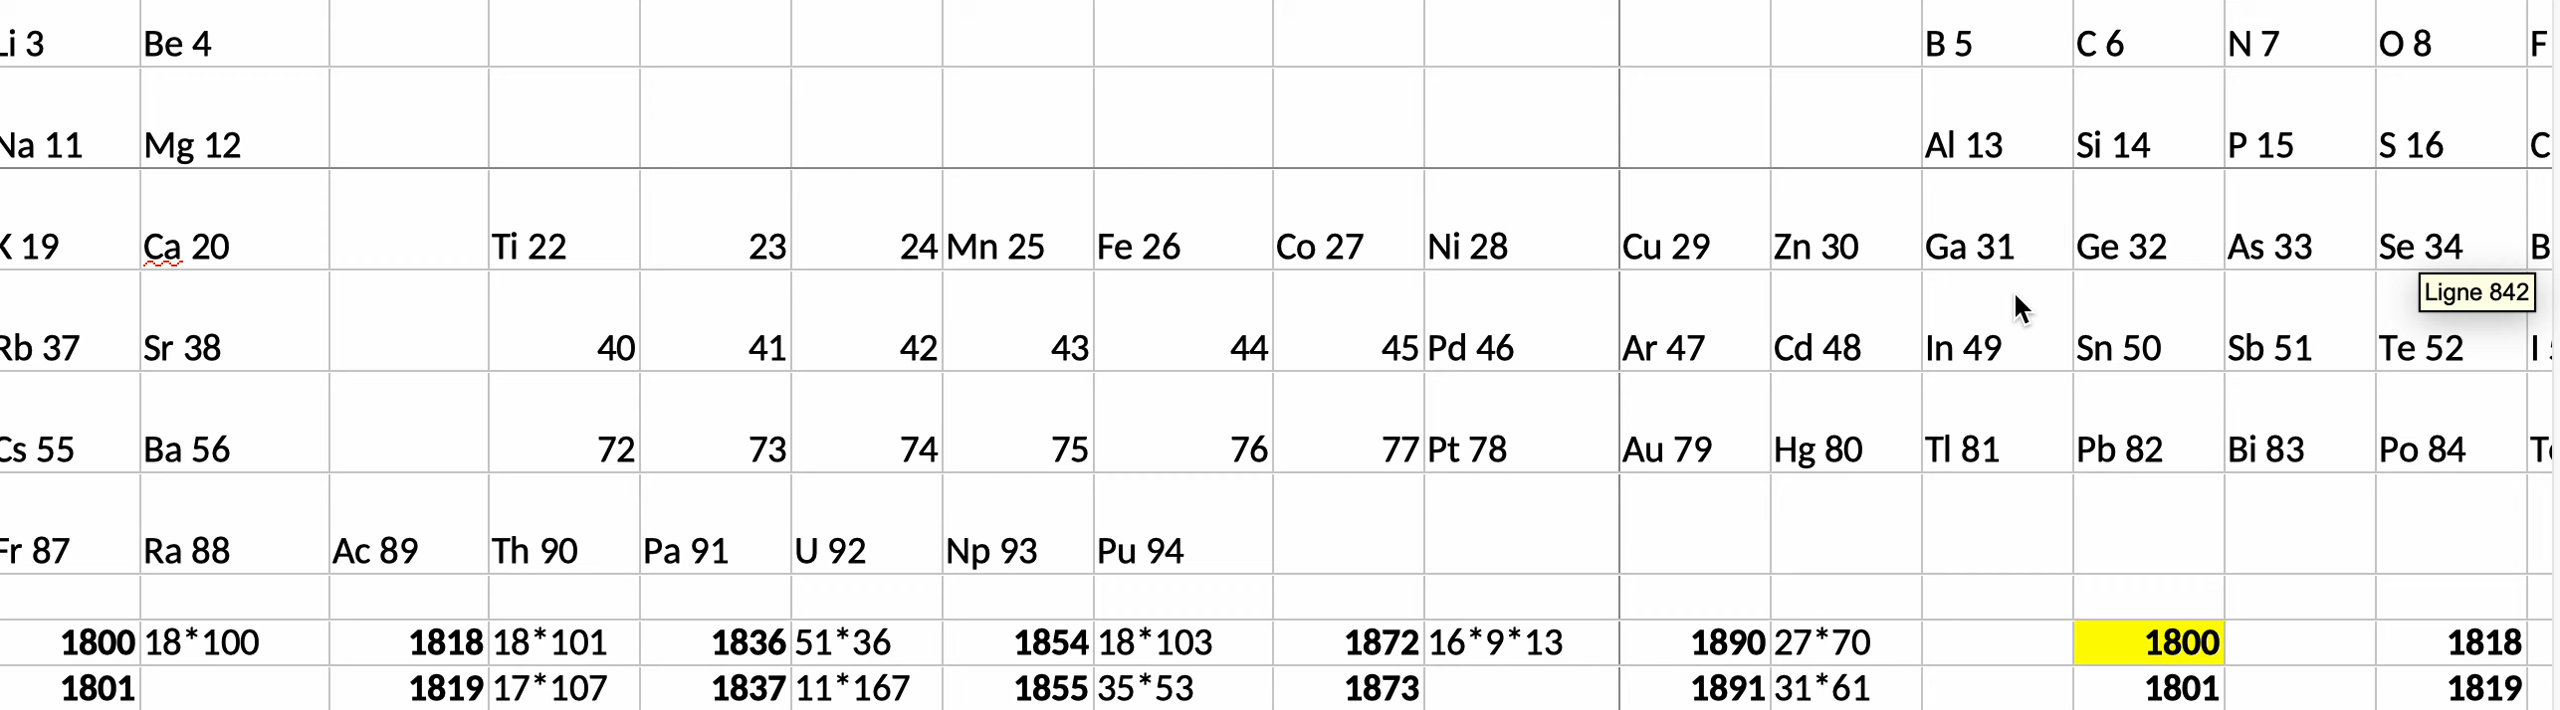 Li 3 Be 4 B 5 C 6 N 7 O 8 F
Na 11 Mg 12 Al 13 Si 14 P 15 S 16 C
K 19 Ca 20 Ti 22 23 24 Mn 25 Fe 26 Co 27 Ni 28 Cu 29 Zn 30 Ga 31 Ge 32 As 33 Se 34 B
Ligne 842
Rb 37 Sr 38 40 41 42 43 44 45 Pd 46 Ar 47 Cd 48 In 49 Sn 50 Sb 51 Te 52 I
Cs 55 Ba 56 72 73 74 75 76 77 Pt 78 Au 79 Hg 80 Tl 81 Pb 82 Bi 83 Po 84
Fr 87 Ra 88 Ac 89 Th 90 Pa 91 U 92 Np 93 Pu 94
1800 18*100 1818 18*101 1836 51*36 1854 18*103 1872 16*9*13 1890 27*70 1800 1818
1801 1819 17*107 1837 11*167 1855 35*53 1873 1891 31*61 1801 1819